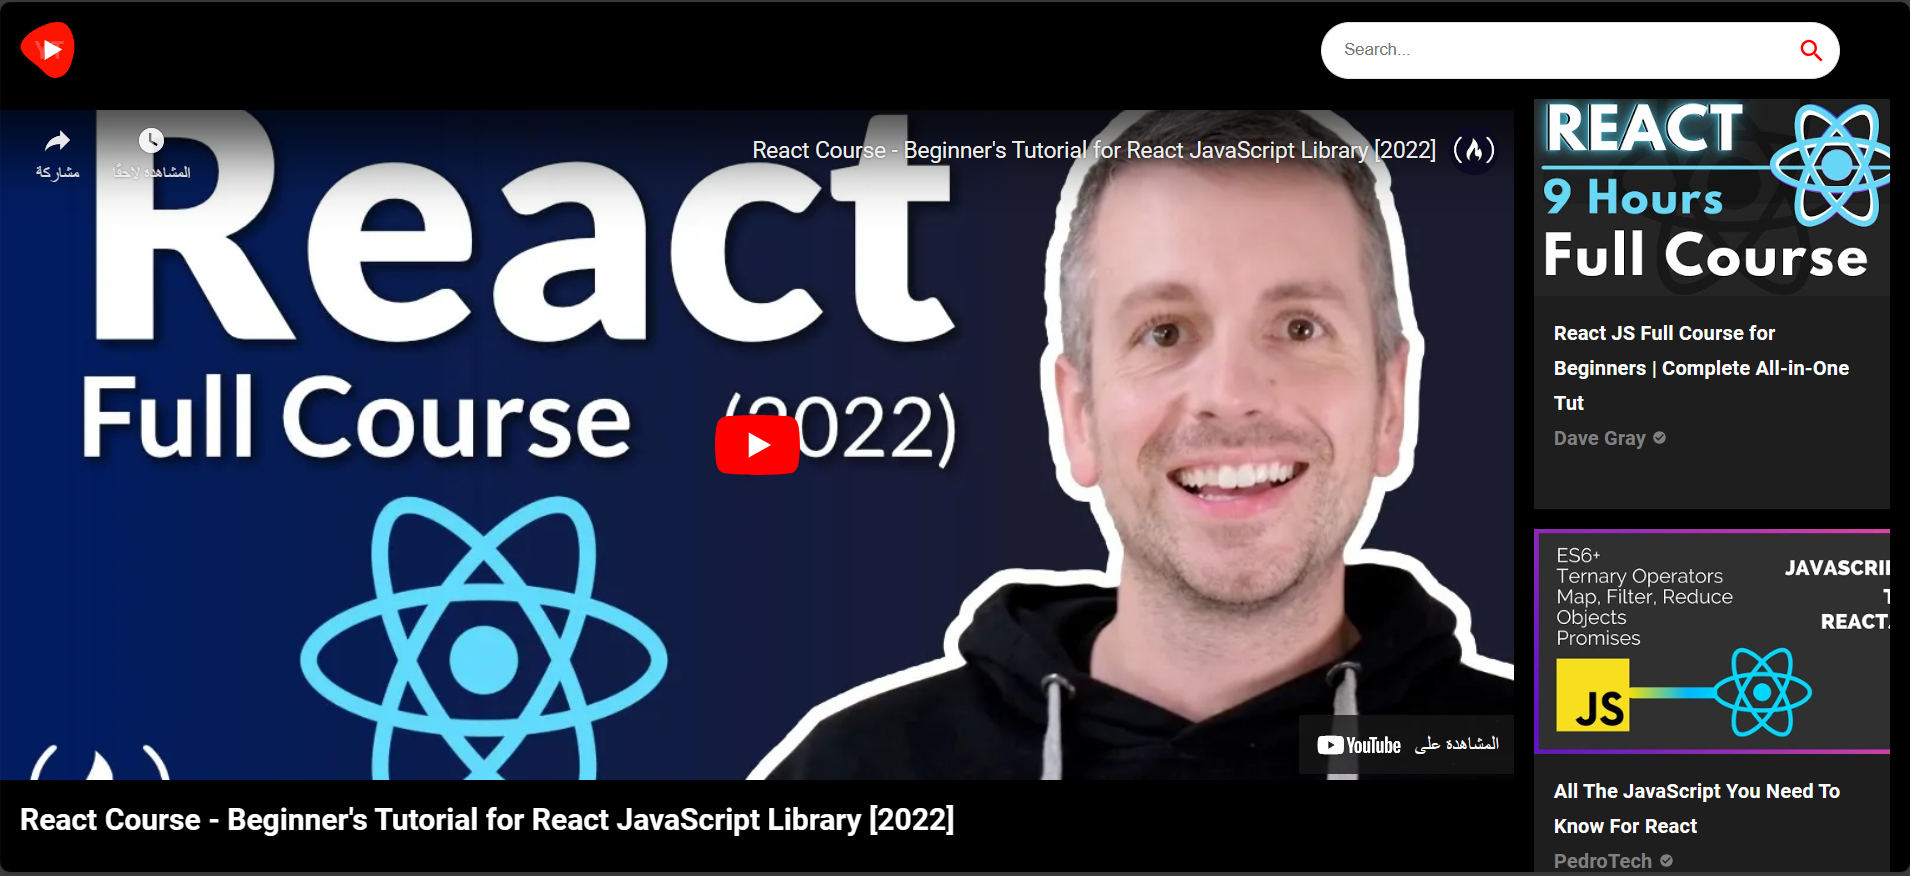 YT
Search...
مشاركة
المشاهدة لاحقًا
React Course - Beginner's Tutorial for React JavaScript Library [2022]
React
Full Course (2022)
المشاهدة على YouTube
React Course - Beginner's Tutorial for React JavaScript Library [2022]
REACT
9 Hours
Full Course
React JS Full Course for
Beginners | Complete All-in-One
Tut
Dave Gray
ES6+
Ternary Operators
Map, Filter, Reduce
Objects
Promises
JAVASCRI
T
REACT.
JS
All The JavaScript You Need To
Know For React
PedroTech